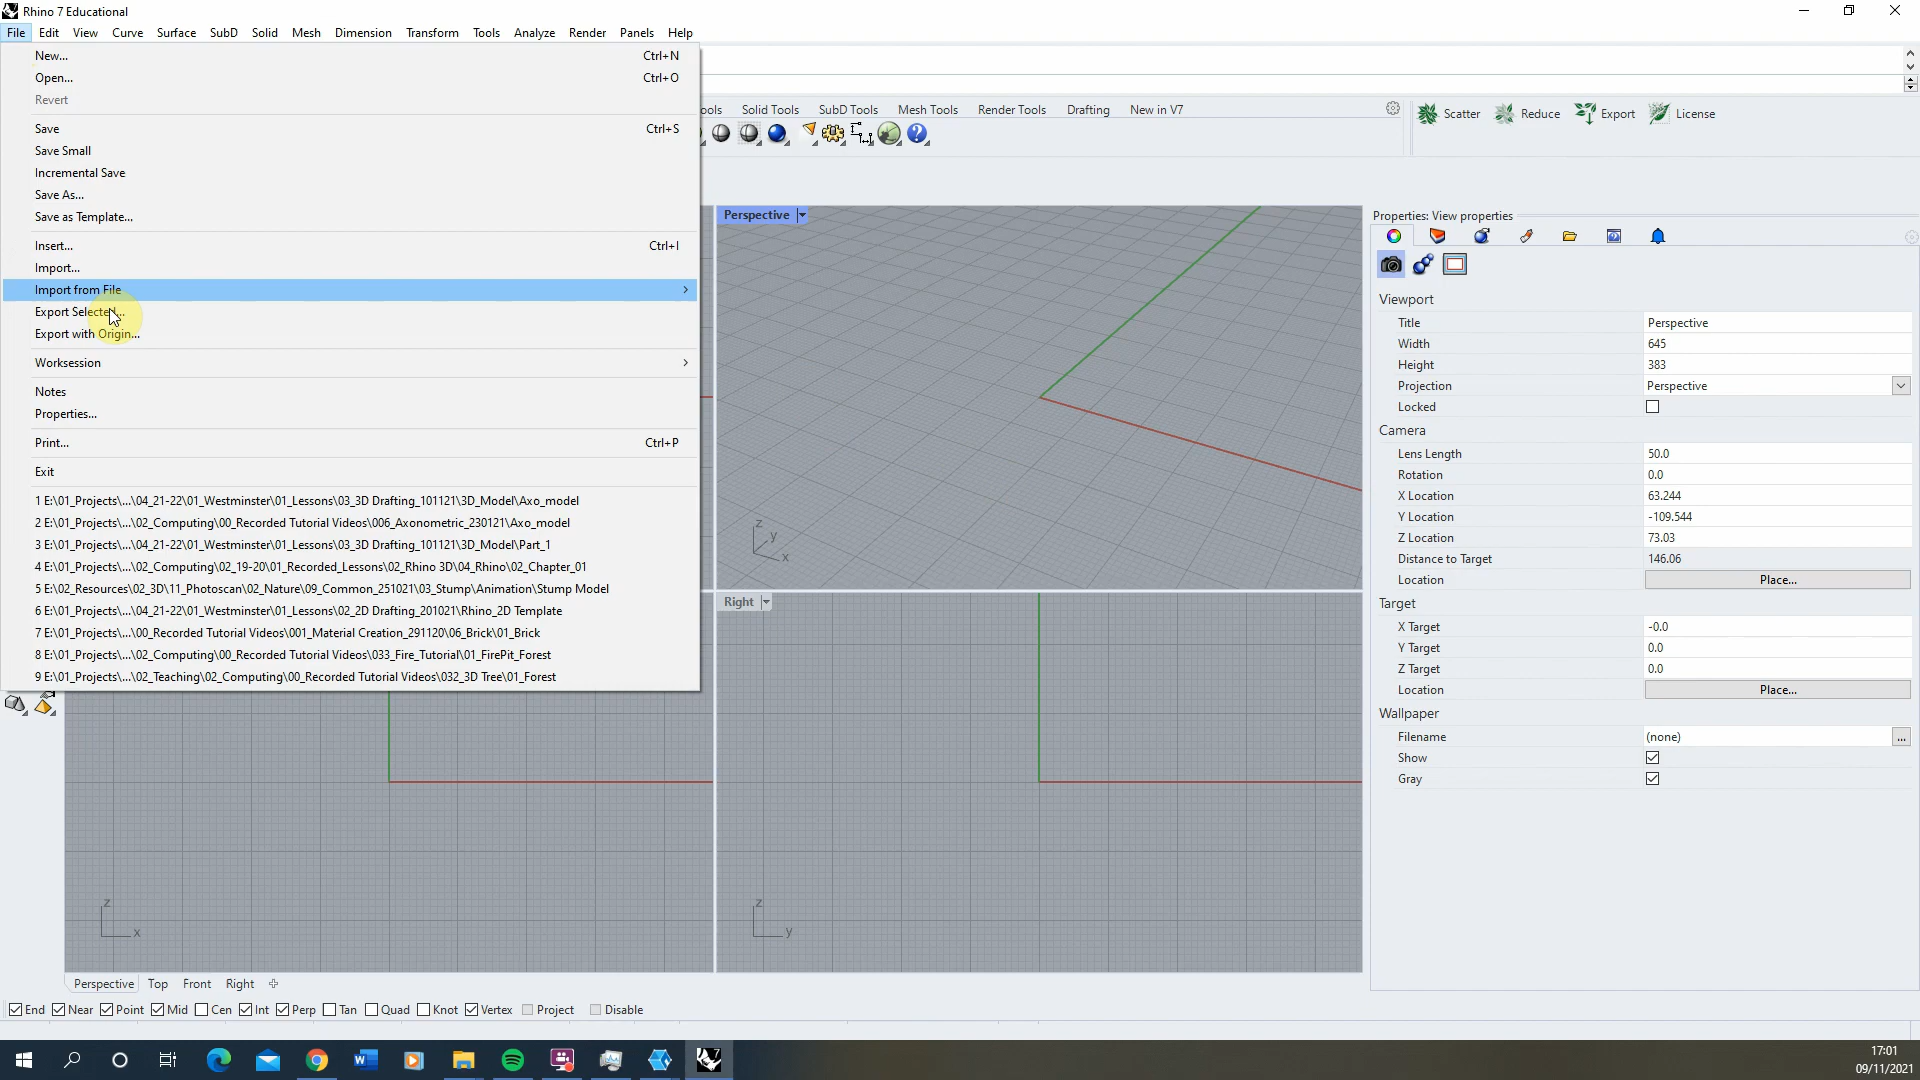 Rhino 7 Educational
File Edit View Curve Surface SubD Solid Mesh Dimension Transform Tools Analyze Render Panels Help
New... Ctrl+N
Open... Ctrl+O
Revert
Save Ctrl+S
Save Small
Incremental Save
Save As...
Save as Template...
Insert... Ctrl+I
Import...
Import from File
Export Selected...
Export with Origin...
Worksession
Notes
Properties...
Print... Ctrl+P
Exit
1 E:\01_Projects\...\04_21-22\01_Westminster\01_Lessons\03_3D Drafting_101121\3D_Model\Axo_model
2 E:\01_Projects\...\02_Computing\00_Recorded Tutorial Videos\006_Axonometric_230121\Axo_model
3 E:\01_Projects\...\04_21-22\01_Westminster\01_Lessons\03_3D Drafting_101121\3D_Model\Part_1
4 E:\01_Projects\...\02_Computing\02_19-20\01_Recorded_Lessons\02_Rhino 3D\04_Rhino\02_Chapter_01
5 E:\02_Resources\02_3D\11_Photoscan\02_Nature\09_Common_251021\03_Stump\Animation\Stump Model
6 E:\01_Projects\...\04_21-22\01_Westminster\01_Lessons\02_2D Drafting_201021\Rhino_2D Template
7 E:\01_Projects\...\00_Recorded Tutorial Videos\001_Material Creation_291120\06_Brick\01_Brick
8 E:\01_Projects\...\02_Computing\00_Recorded Tutorial Videos\033_Fire_Tutorial\01_FirePit_Forest
9 E:\01_Projects\...\02_Teaching\02_Computing\00_Recorded Tutorial Videos\032_3D Tree\01_Forest
ools Solid Tools SubD Tools Mesh Tools Render Tools Drafting New in V7
Scatter Reduce Export License
Perspective
z
y
x
Right
z
x
z
y
Properties: View properties
Viewport
Title Perspective
Width 645
Height 383
Projection Perspective
Locked
Camera
Lens Length 50.0
Rotation 0.0
X Location 63.244
Y Location -109.544
Z Location 73.03
Distance to Target 146.06
Location Place...
Target
X Target -0.0
Y Target 0.0
Z Target 0.0
Location Place...
Wallpaper
Filename (none) ...
Show
Gray
Perspective Top Front Right
End Near Point Mid Cen Int Perp Tan Quad Knot Vertex Project Disable
17:01
09/11/2021